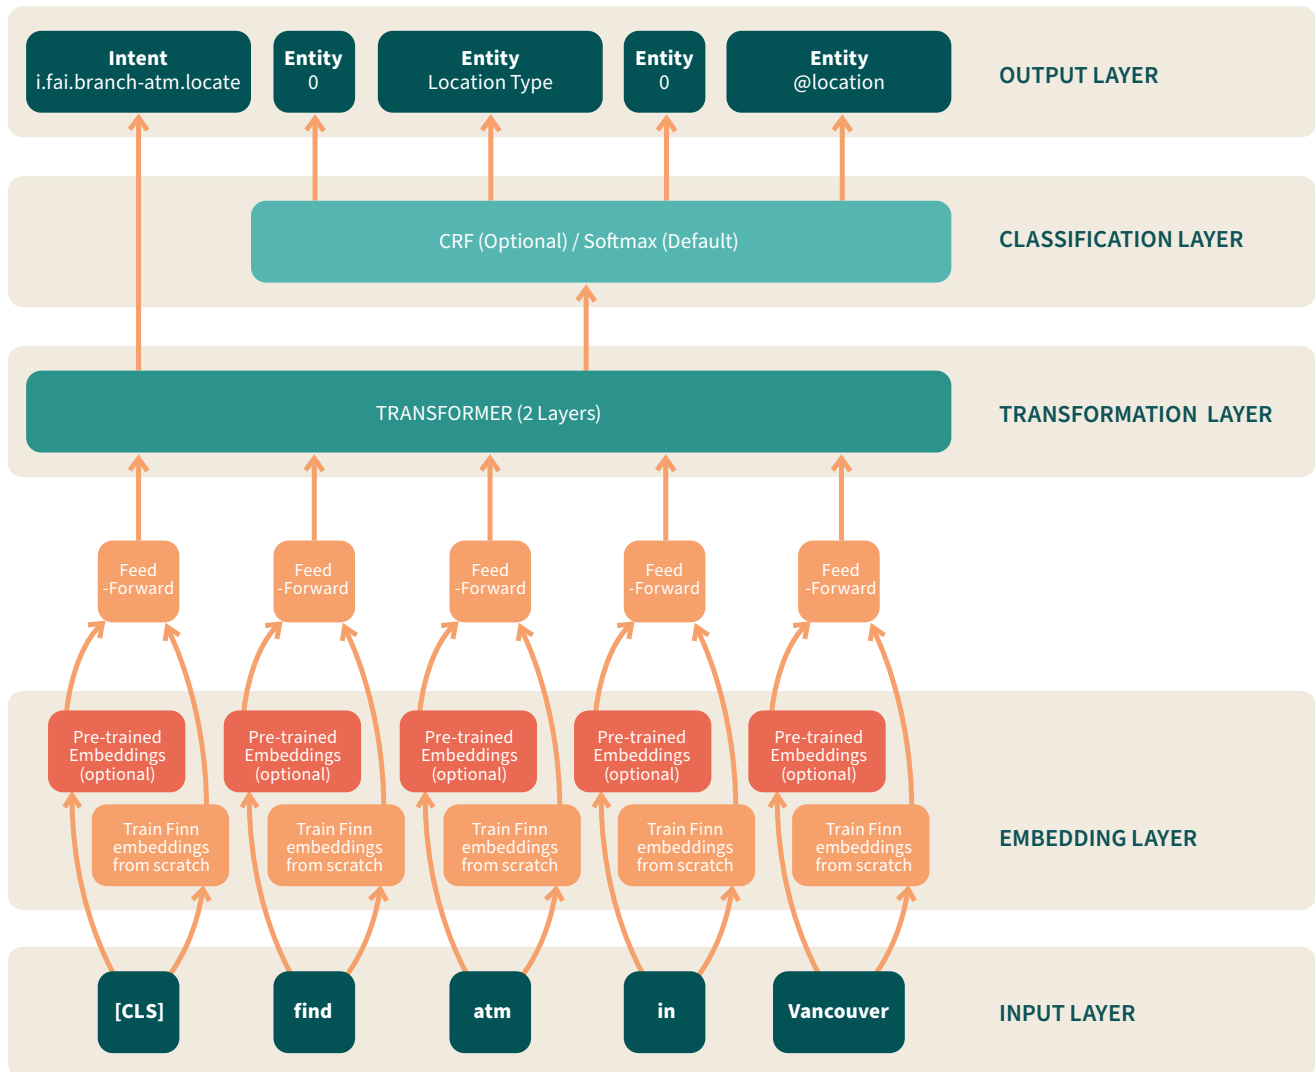 Intent
i.fai.branch-atm.locate
Entity
0
Entity
Location Type
Entity
0
Entity
@location
OUTPUT LAYER
CRF (Optional) / Softmax (Default)
CLASSIFICATION LAYER
TRANSFORMER (2 Layers)
TRANSFORMATION LAYER
Feed
-Forward
Feed
-Forward
Feed
-Forward
Feed
-Forward
Feed
-Forward
Pre-trained
Embeddings
(optional)
Pre-trained
Embeddings
(optional)
Pre-trained
Embeddings
(optional)
Pre-trained
Embeddings
(optional)
Pre-trained
Embeddings
(optional)
Train Finn
embeddings
from scratch
Train Finn
embeddings
from scratch
Train Finn
embeddings
from scratch
Train Finn
embeddings
from scratch
Train Finn
embeddings
from scratch
EMBEDDING LAYER
[CLS]
find
atm
in
Vancouver
INPUT LAYER